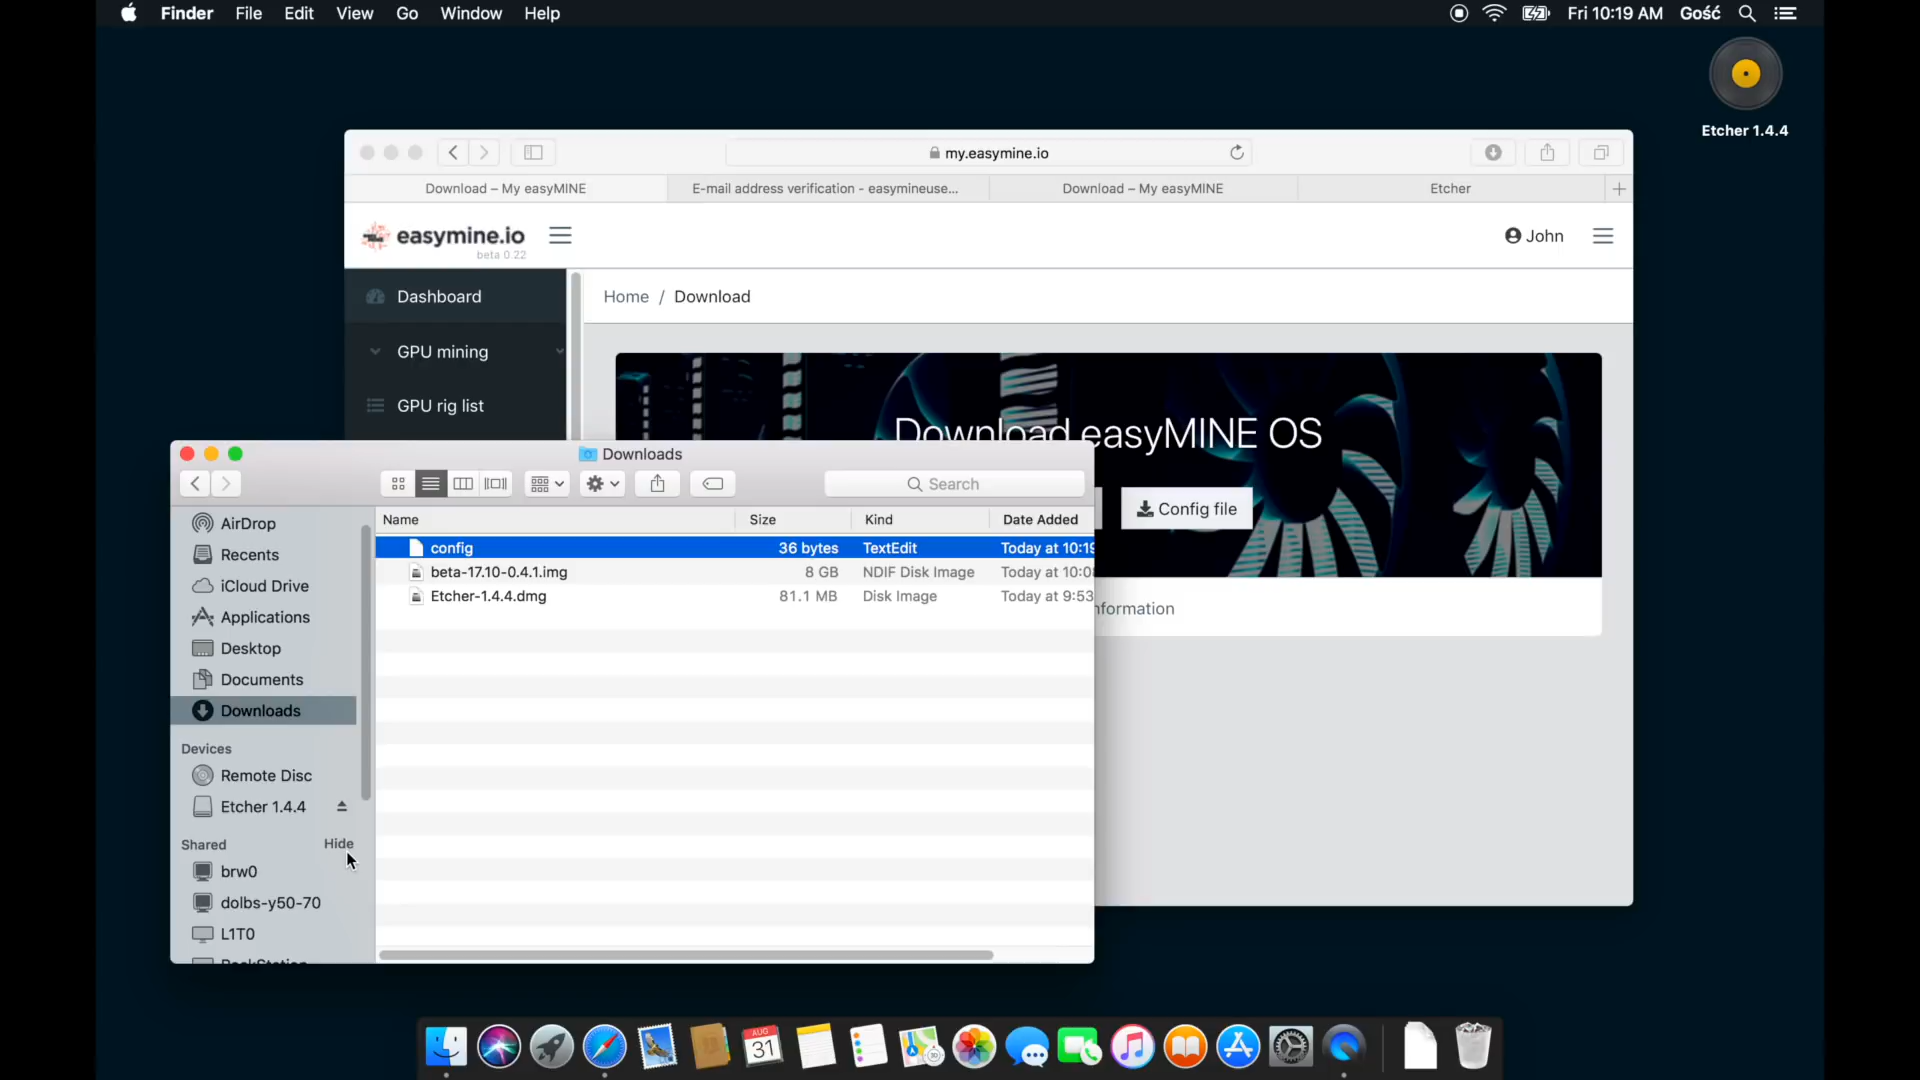 Finder File Edit View Go Window Help
Fri 10:19 AM Gość
Etcher 1.4.4
my.easymine.io
Download – My easyMINE
E-mail address verification - easymineuse...
Download – My easyMINE
Etcher
easymine.io
beta 0.22
John
Dashboard
GPU mining
GPU rig list
Home / Download
Download easyMINE OS
Config file
nformation
Downloads
Search
AirDrop
Recents
iCloud Drive
Applications
Desktop
Documents
Downloads
Devices
Remote Disc
Etcher 1.4.4
Shared Hide
brw0
dolbs-y50-70
L1T0
Name Size Kind Date Added
config 36 bytes TextEdit Today at 10:19
beta-17.10-0.4.1.img 8 GB NDIF Disk Image Today at 10:0
Etcher-1.4.4.dmg 81.1 MB Disk Image Today at 9:53
AUG
31